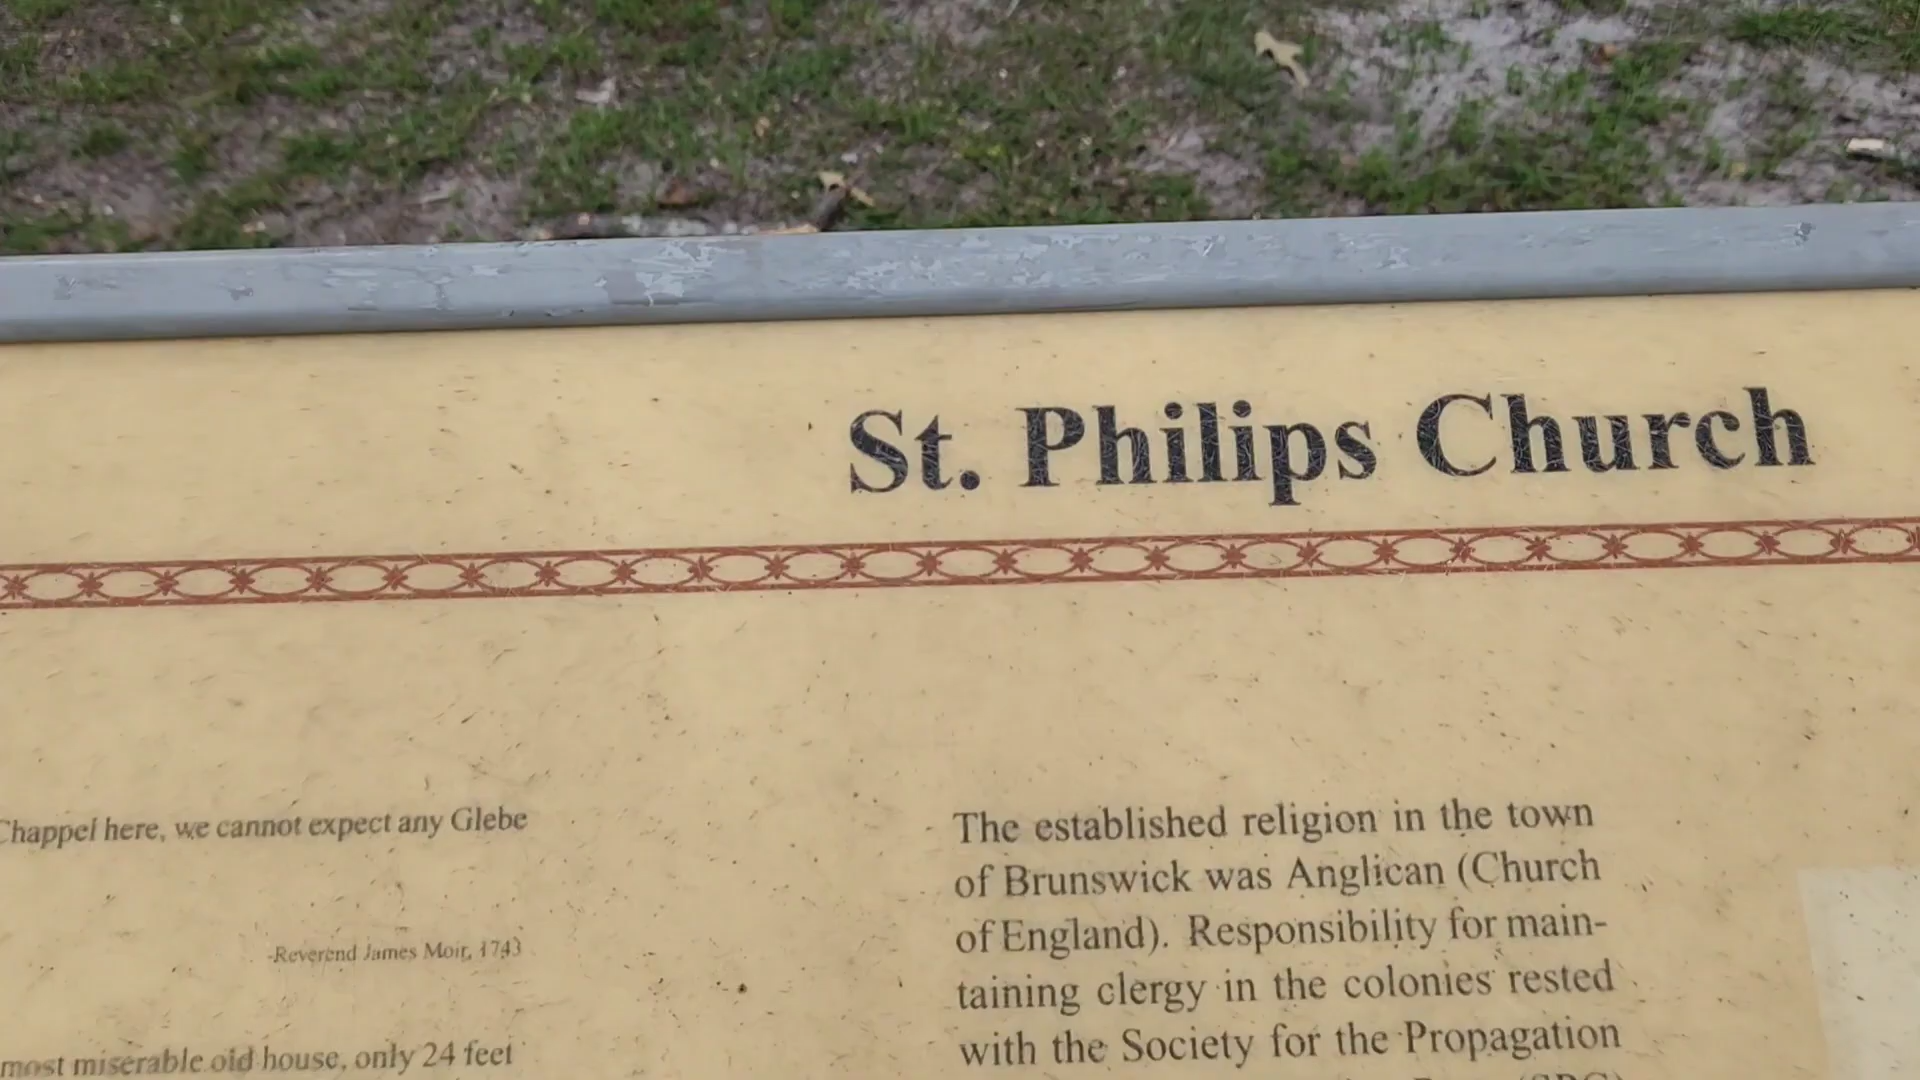 St. Philips Church
Chappel here, we cannot expect any Glebe
-Reverend James Moir, 1743
most miserable old house, only 24 feet
The established religion in the town
of Brunswick was Anglican (Church
of England). Responsibility for main-
taining clergy in the colonies rested
with the Society for the Propagation
(SPG)